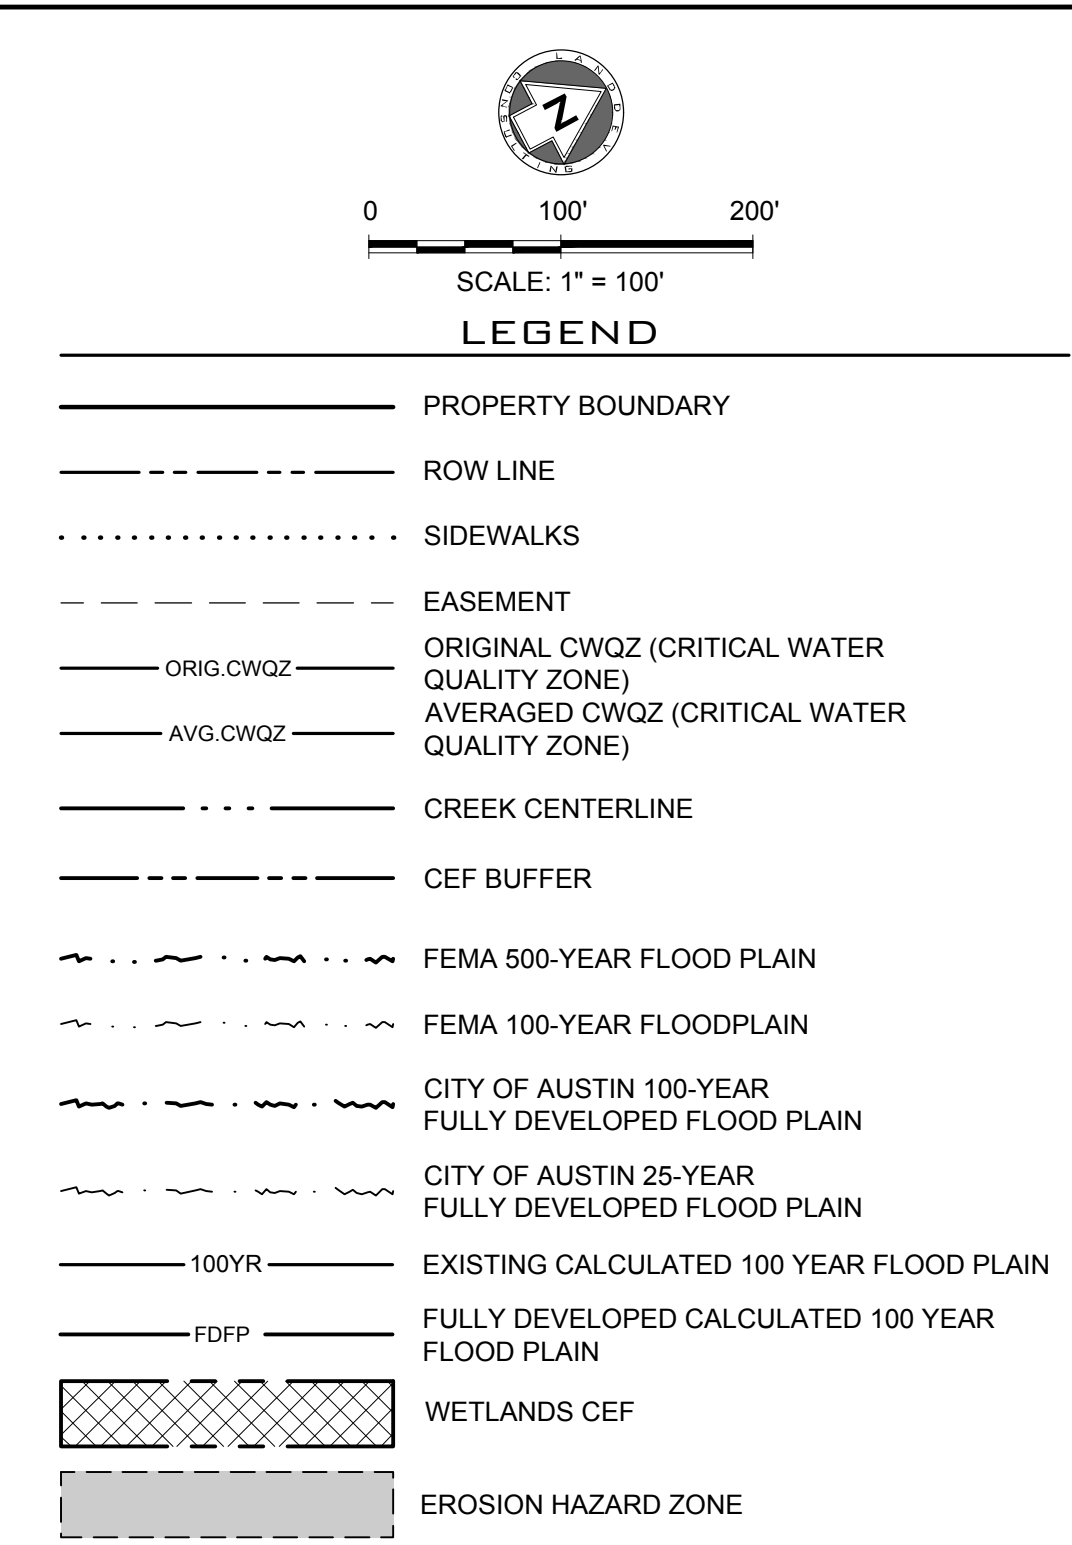 LANDDEV CONSULTING
N
0 100' 200'
SCALE: 1" = 100'
LEGEND
PROPERTY BOUNDARY
ROW LINE
SIDEWALKS
EASEMENT
ORIG.CWQZ ORIGINAL CWQZ (CRITICAL WATER
QUALITY ZONE)
AVG.CWQZ AVERAGED CWQZ (CRITICAL WATER
QUALITY ZONE)
CREEK CENTERLINE
CEF BUFFER
FEMA 500-YEAR FLOOD PLAIN
FEMA 100-YEAR FLOODPLAIN
CITY OF AUSTIN 100-YEAR
FULLY DEVELOPED FLOOD PLAIN
CITY OF AUSTIN 25-YEAR
FULLY DEVELOPED FLOOD PLAIN
100YR EXISTING CALCULATED 100 YEAR FLOOD PLAIN
FDFP FULLY DEVELOPED CALCULATED 100 YEAR
FLOOD PLAIN
WETLANDS CEF
EROSION HAZARD ZONE